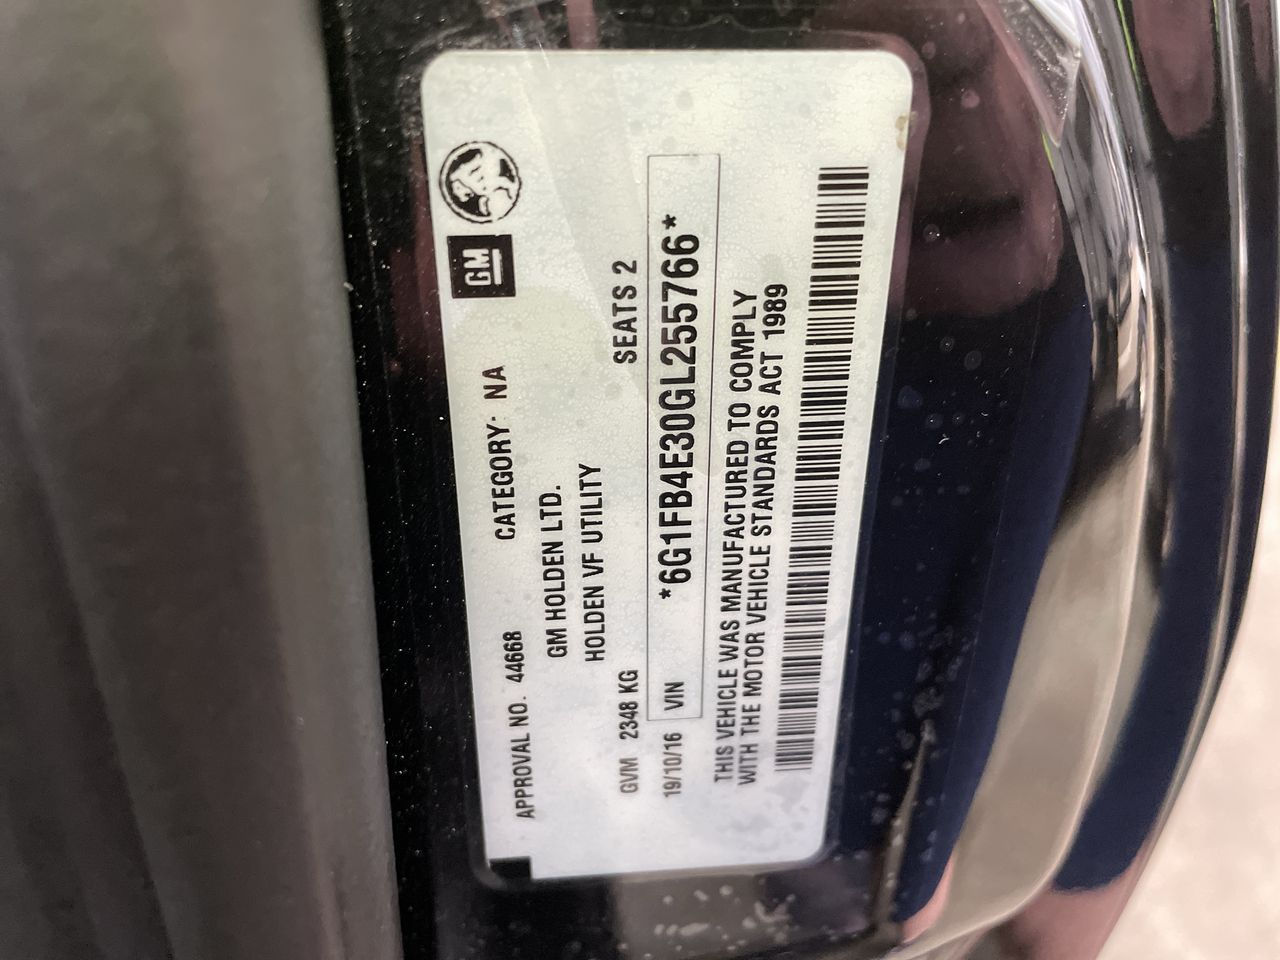 APPROVAL NO. 44668 CATEGORY: NA GM
GM HOLDEN LTD.
HOLDEN VF UTILITY
GVM 2348 KG SEATS 2
19/10/16 VIN *6G1FB4E30GL255766*
THIS VEHICLE WAS MANUFACTURED TO COMPLY
WITH THE MOTOR VEHICLE STANDARDS ACT 1989